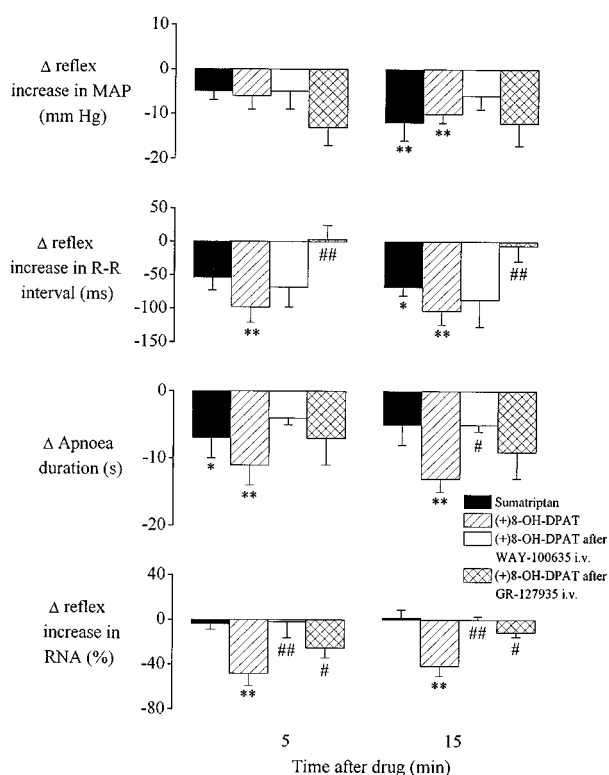 Δ reflex
increase in MAP
(mm Hg)
0
-10
-20
**
**
Δ reflex
increase in R-R
interval (ms)
50
0
-50
-100
-150
**
##
*
**
##
Δ Apnoea
duration (s)
0
-10
-20
*
**
**
#
Sumatriptan
(+)8-OH-DPAT
(+)8-OH-DPAT after
WAY-100635 i.v.
(+)8-OH-DPAT after
GR-127935 i.v.
Δ reflex
increase in
RNA (%)
40
0
-40
-80
**
##
#
**
##
#
5
15
Time after drug (min)